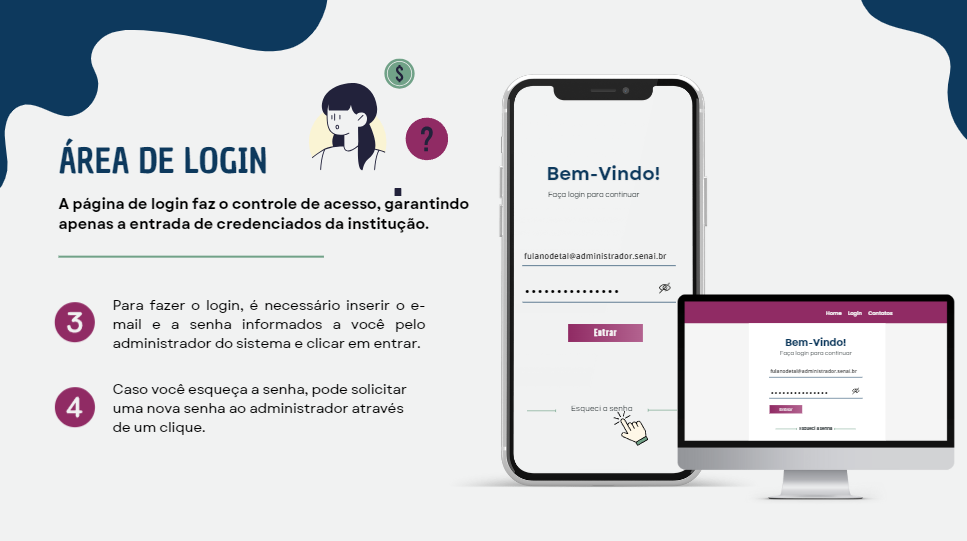 $
?
ÁREA DE LOGIN
A página de login faz o controle de acesso, garantindo
apenas a entrada de credenciados da institução.
3
Para fazer o login, é necessário inserir o e-
mail e a senha informados a você pelo
administrador do sistema e clicar em entrar.
4
Caso você esqueça a senha, pode solicitar
uma nova senha ao administrador através
de um clique.
Bem-Vindo!
Faça login para continuar
fulanodetal@administrador.senai.br
•••••••••••••••
Entrar
Esqueci a senha
Home Login Contatos
Bem-Vindo!
Faça login para continuar
fulanodetal@administrador.senai.br
•••••••••••••••
Entrar
Esqueci a senha